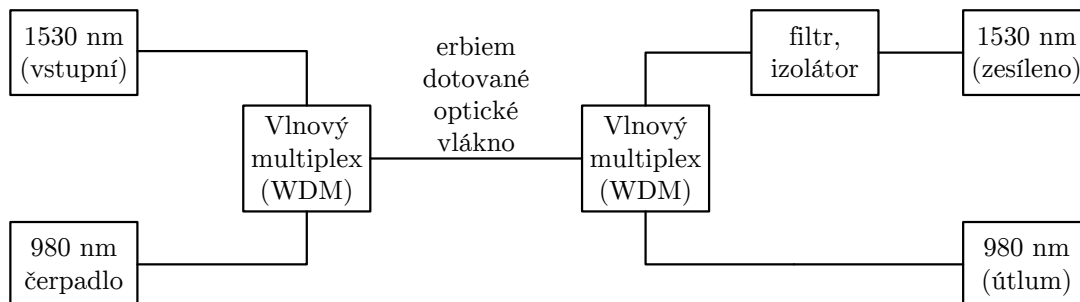 1530 nm
(vstupní)
980 nm
čerpadlo
Vlnový
multiplex
(WDM)
erbiem
dotované
optické
vlákno
Vlnový
multiplex
(WDM)
filtr,
izolátor
1530 nm
(zesíleno)
980 nm
(útlum)